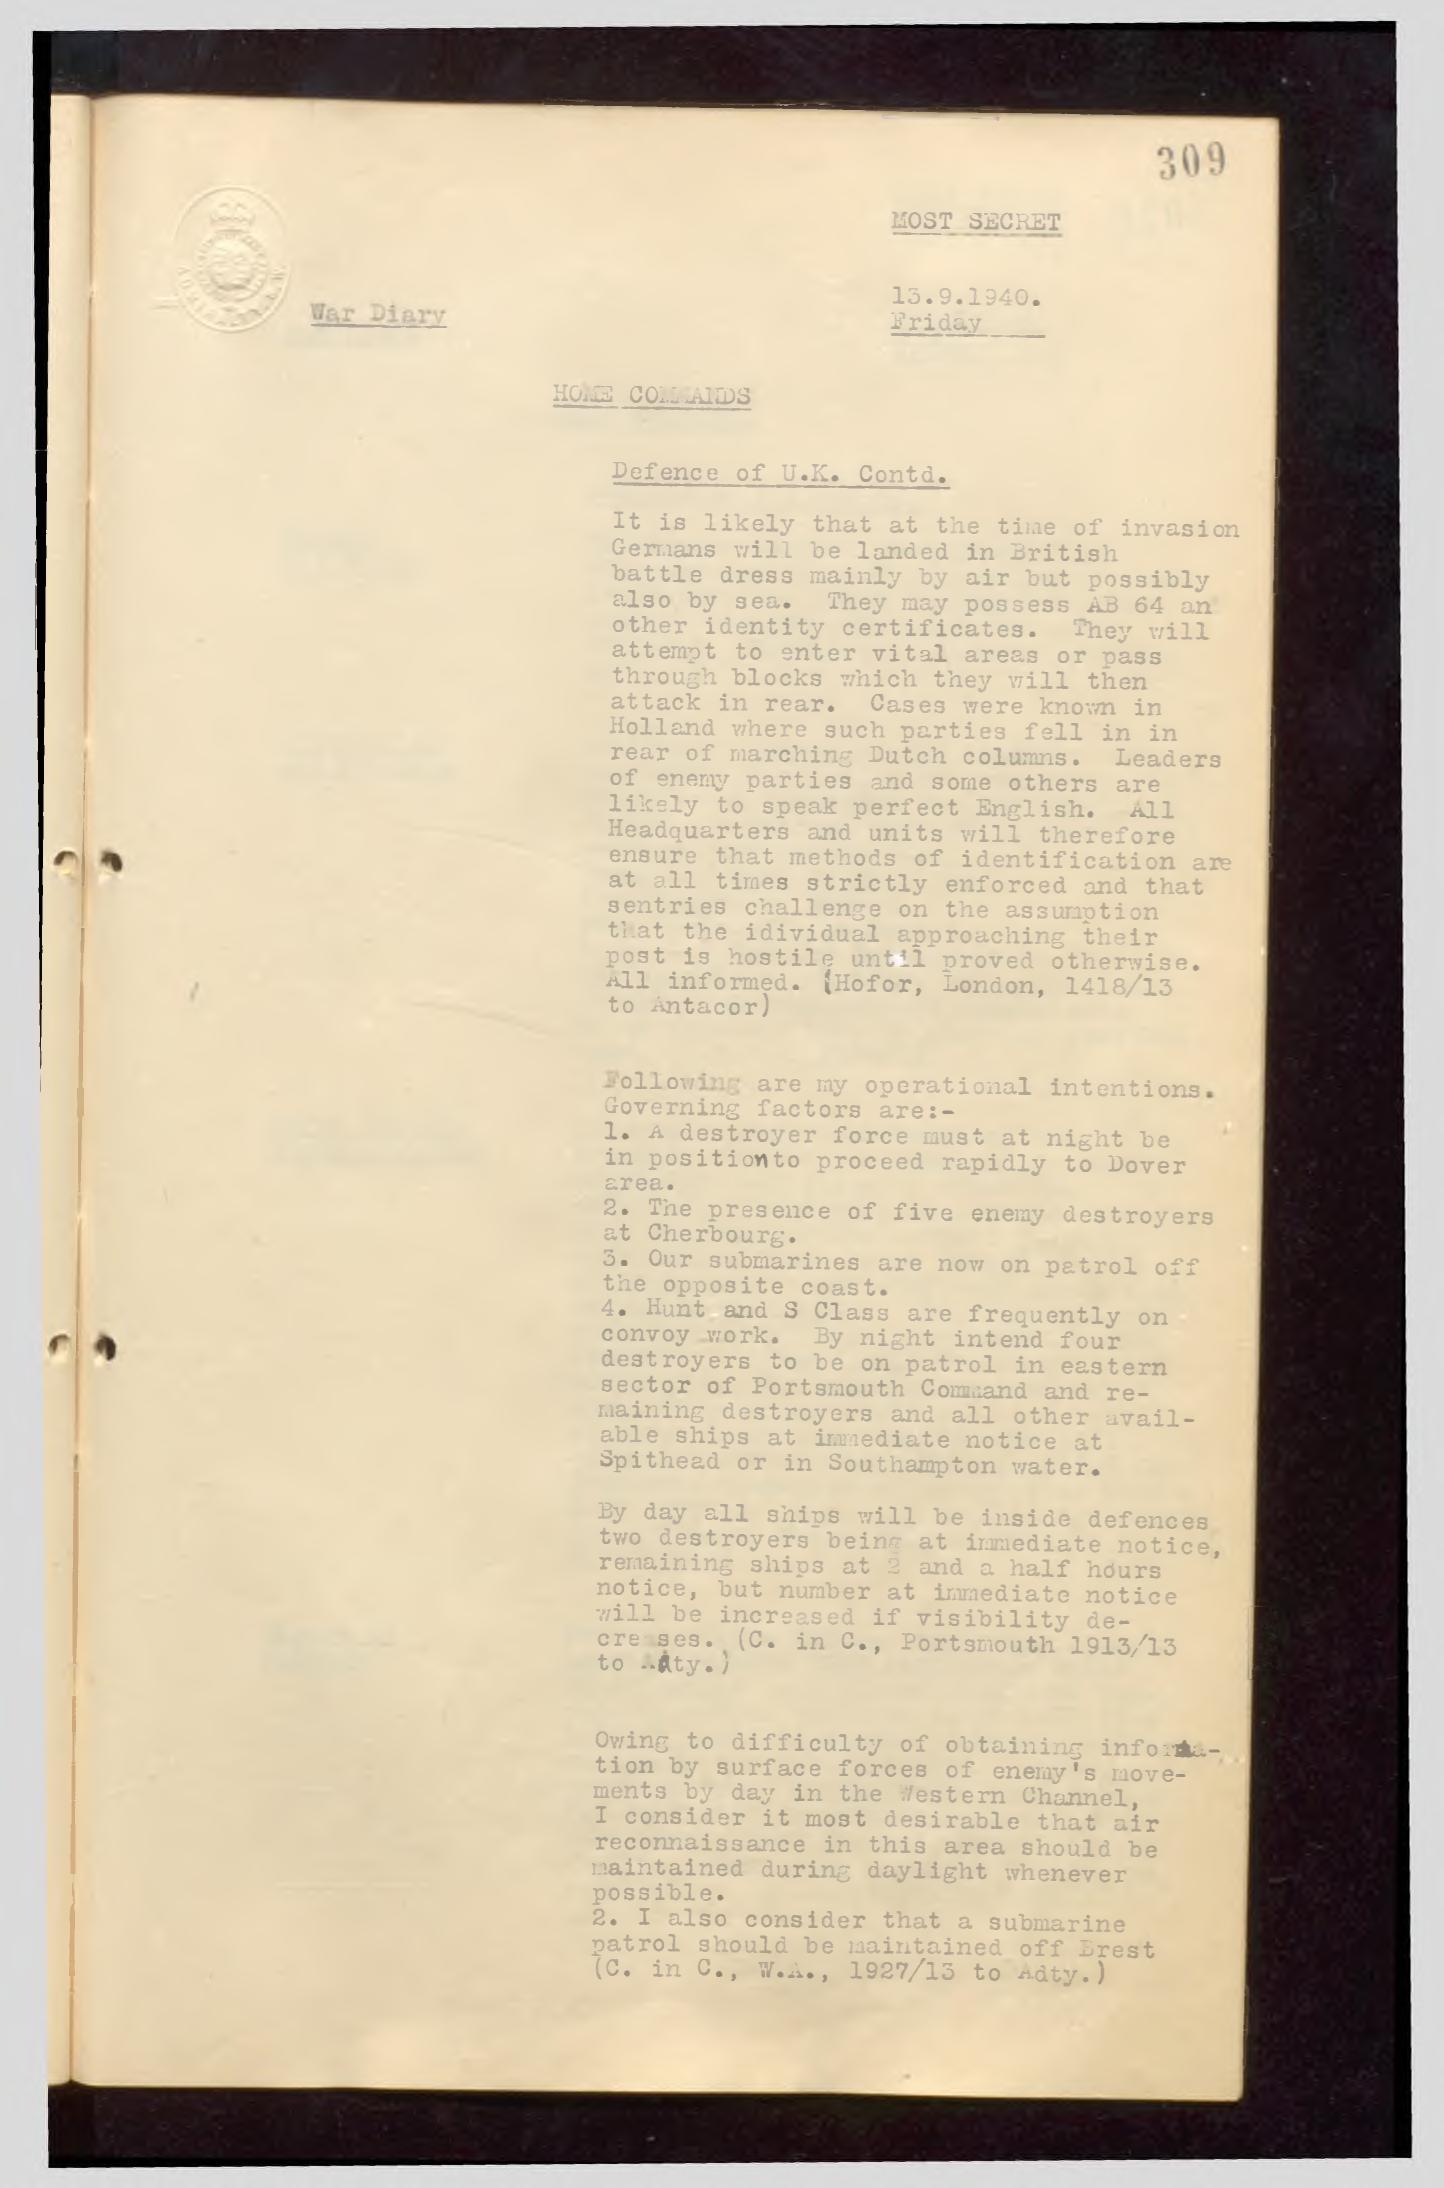 309
MOST SECRET
13.9.1940.
War Diary
Friday
HOME COMMANDS
Defence of U.K. Contd.
It is likely that at the time of invasion
Germans will be landed in British
battle dress mainly by air but possibly
also by sea. They may possess AB 64 an
other identity certificates. They will
attempt to enter vital areas or pass
through blocks which they will then
attack in rear. Cases were known in
Holland where such parties fell in in
rear of marching Dutch columns. Leaders
of enemy parties and some others are
likely to speak perfect English. All
Headquarters and units will therefore
ensure that methods of identification are
at all times strictly enforced and that
sentries challenge on the assumption
that the idividual approaching their
post is hostile until proved otherwise.
All informed. (Hofor, London, 1418/13
to Antacor)
Following are my operational intentions.
Governing factors are:-
1. A destroyer force must at night be
in positionto proceed rapidly to Dover
area.
2. The presence of five enemy destroyers
at Cherbourg.
3. Our submarines are now on patrol off
the opposite coast.
4. Hunt and S Class are frequently on
convoy work. By night intend four
destroyers to be on patrol in eastern
sector of Portsmouth Command and re-
maining destroyers and all other avail-
able ships at immediate notice at
Spithead or in Southampton water.
By day all ships will be inside defences
two destroyers being at immediate notice,
remaining ships at 2 and a half hours
notice, but number at immediate notice
will be increased if visibility de-
creases. (C. in C., Portsmouth 1913/13
to Adty.)
Owing to difficulty of obtaining informa-
tion by surface forces of enemy's move-
ments by day in the Western Channel,
I consider it most desirable that air
reconnaissance in this area should be
maintained during daylight whenever
possible.
2. I also consider that a submarine
patrol should be maintained off Brest
(C. in C., W.A., 1927/13 to Adty.)